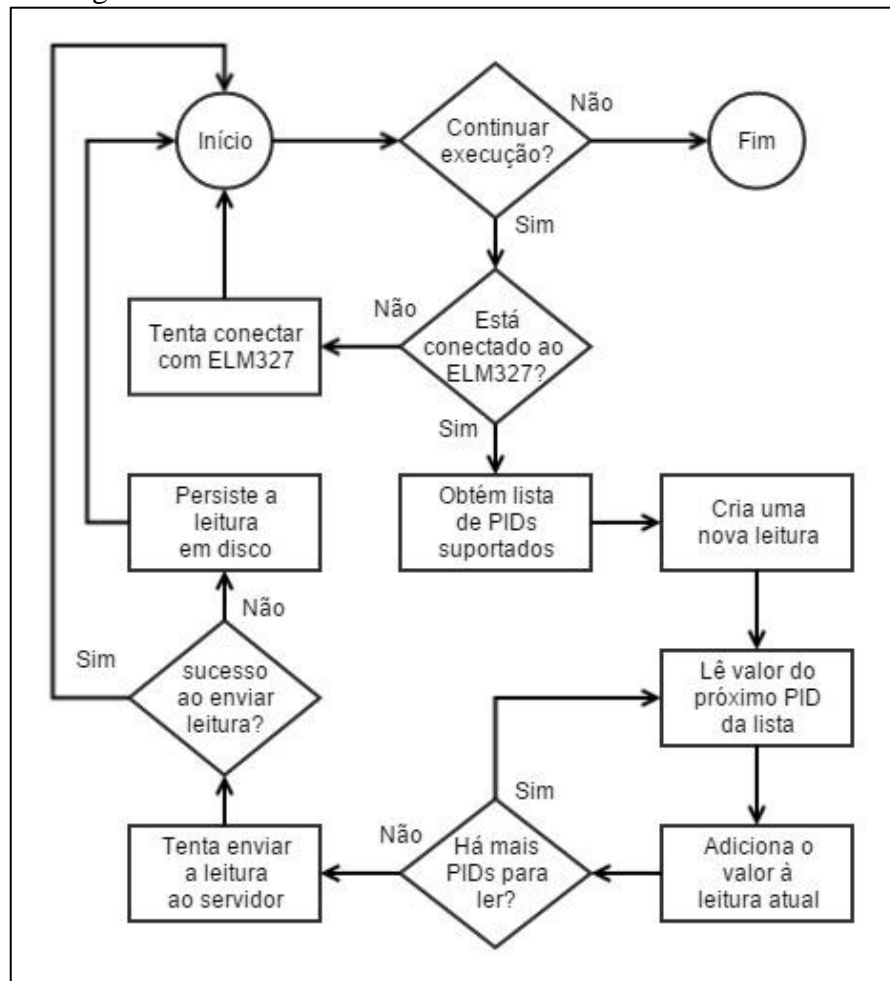 Não
Início
Continuar
execução?
Fim
Sim
Não
Tenta conectar
com ELM327
Está
conectado ao
ELM327?
Sim
Persiste a
leitura
em disco
Obtém lista
de PIDs
suportados
Cria uma
nova leitura
Não
Sim
sucesso
ao enviar
leitura?
Lê valor do
próximo PID
da lista
Sim
Não
Tenta enviar
a leitura
ao servidor
Há mais
PIDs para
ler?
Adiciona o
valor à
leitura atual